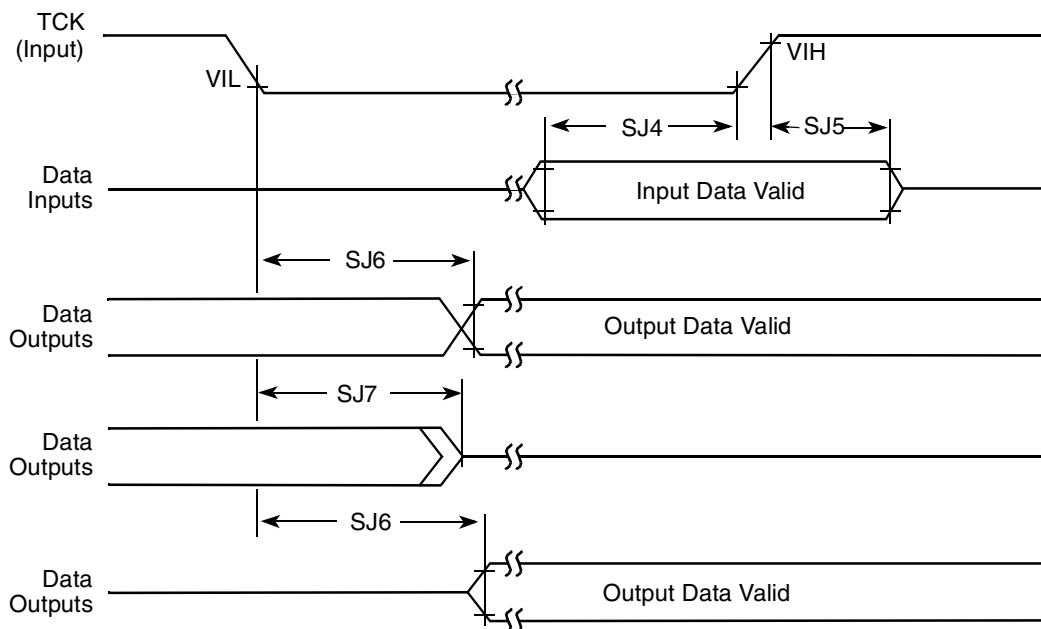 TCK
(Input)
VIL
VIH
SJ4
SJ5
Data
Inputs
Input Data Valid
SJ6
Data
Outputs
Output Data Valid
SJ7
Data
Outputs
SJ6
Data
Outputs
Output Data Valid